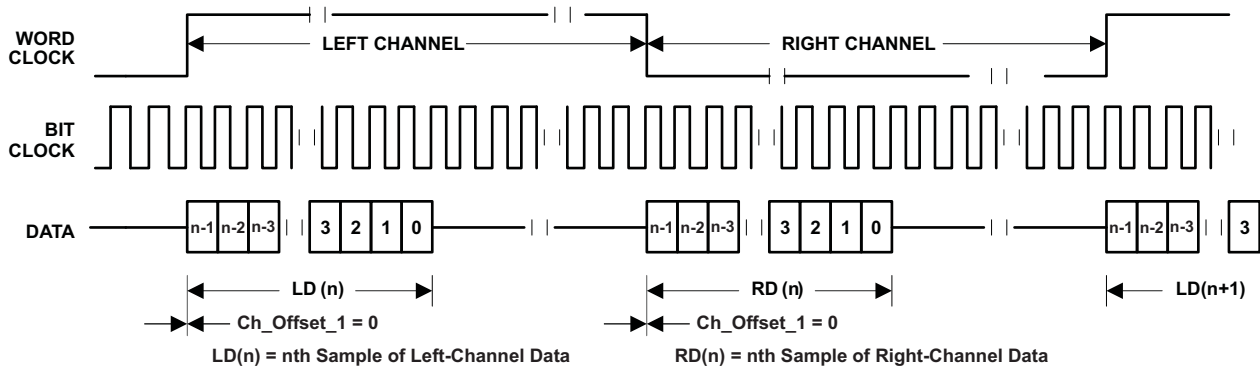 WORD
CLOCK
LEFT CHANNEL
RIGHT CHANNEL
BIT
CLOCK
DATA
n-1 n-2 n-3 3 2 1 0 n-1 n-2 n-3 3 2 1 0 n-1 n-2 n-3 3
LD (n)
RD (n)
LD(n+1)
Ch_Offset_1 = 0
Ch_Offset_1 = 0
LD(n) = nth Sample of Left-Channel Data
RD(n) = nth Sample of Right-Channel Data